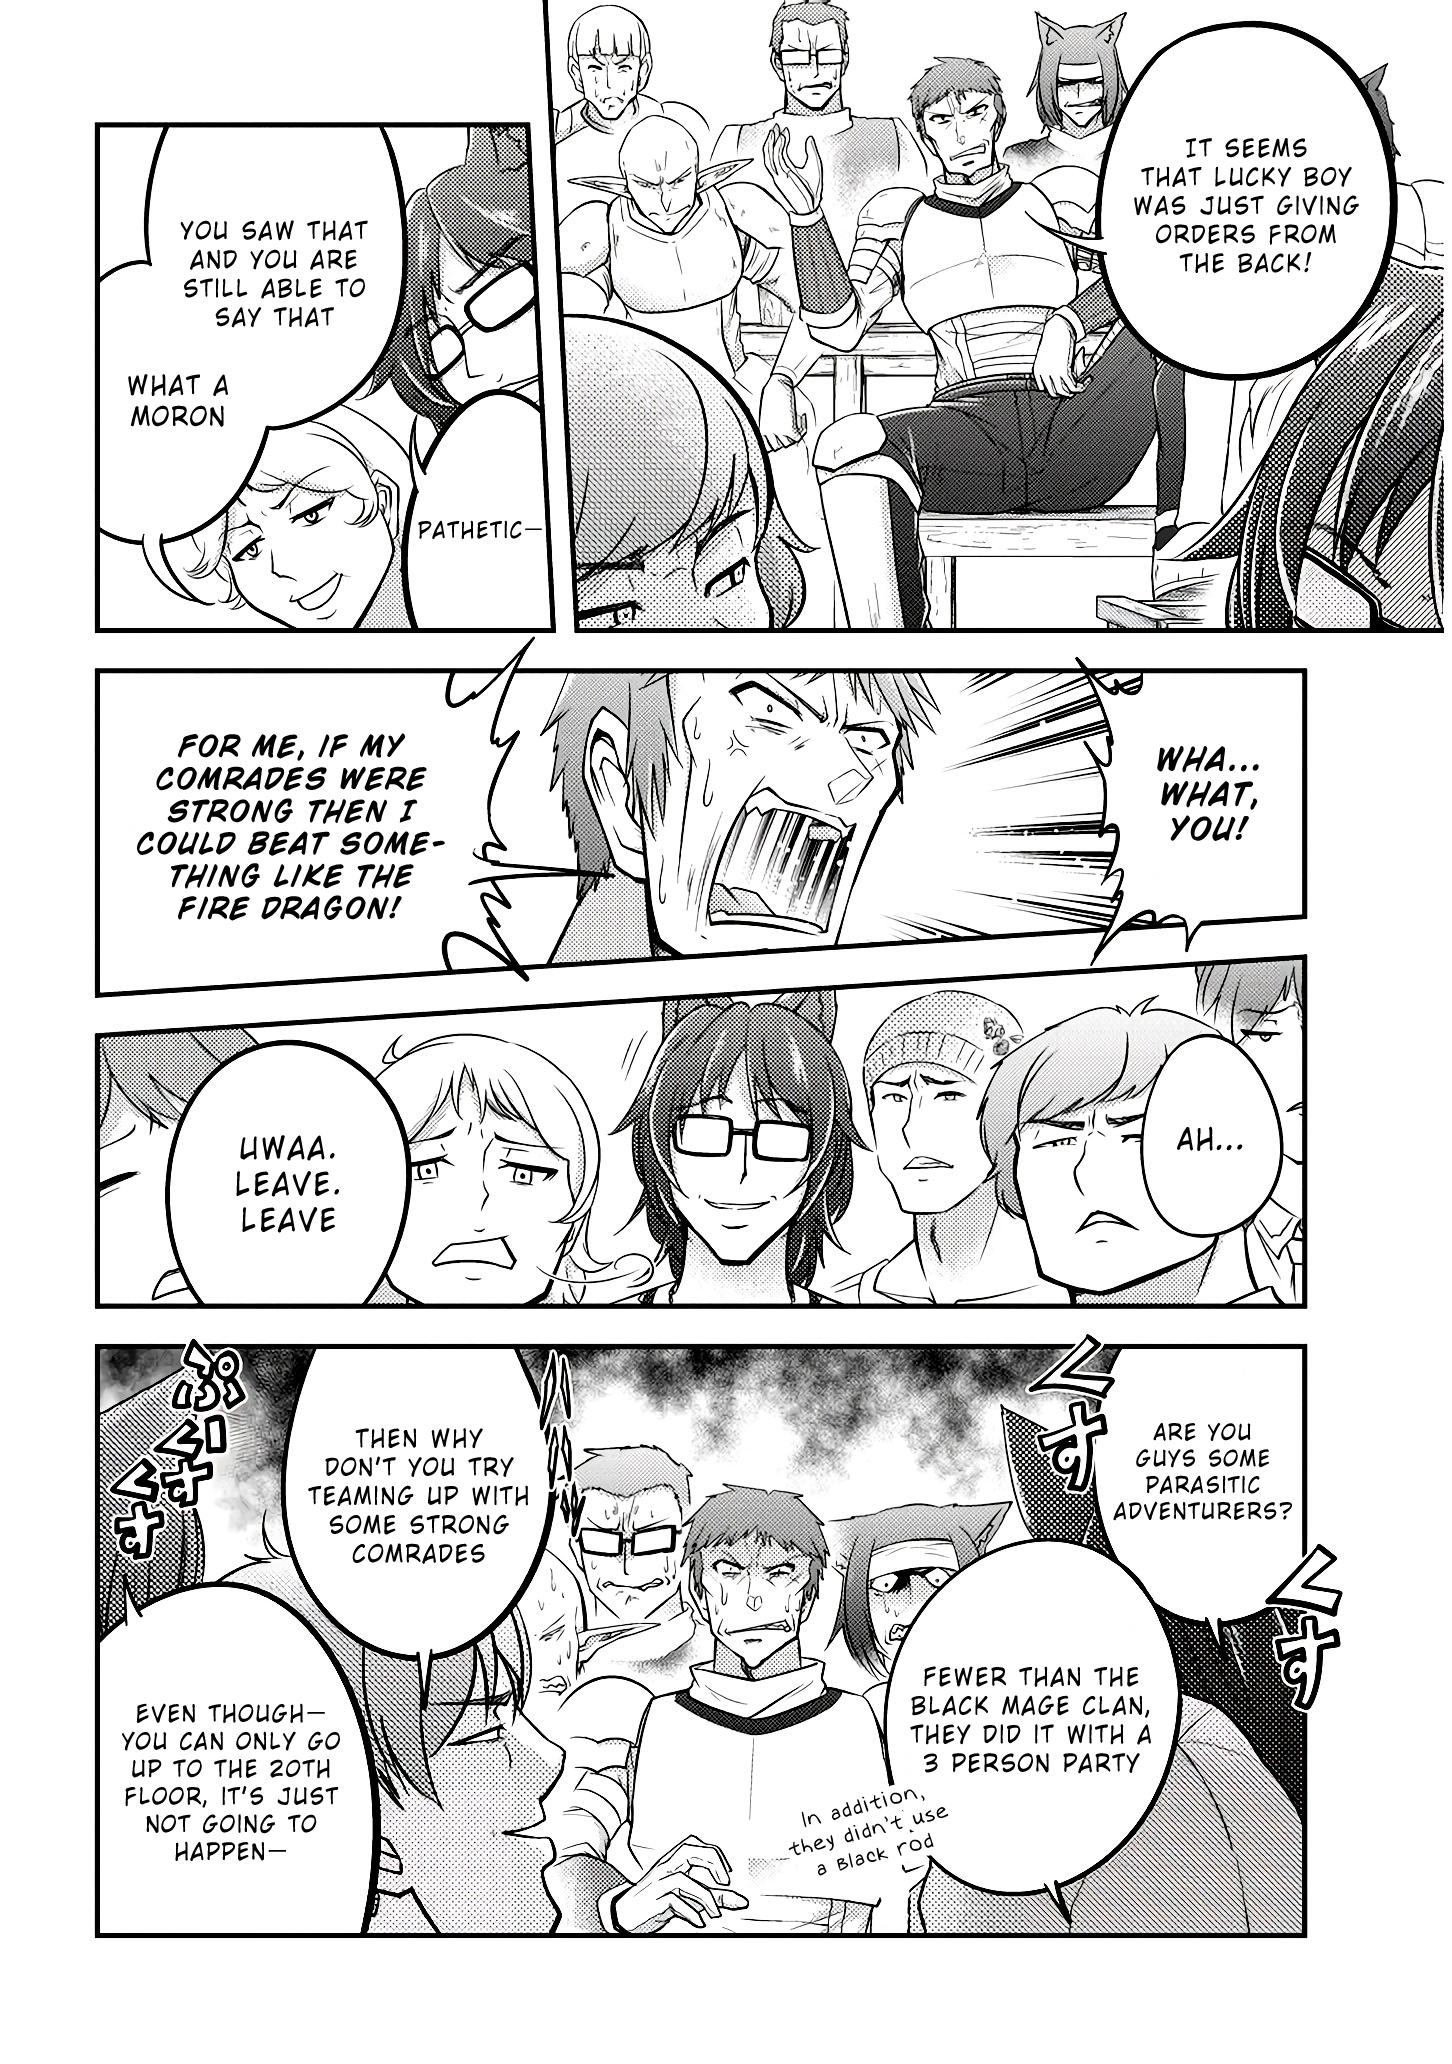 IT SEEMS
THAT LUCKY BOY
WAS JUST GIVING
ORDERS FROM
THE BACK!
PATHETIC—
YOU SAW THAT
AND YOU ARE
STILL ABLE TO
SAY THAT
WHAT A
MORON
WHA...
WHAT,
YOU!
FOR ME, IF MY
COMRADES WERE
STRONG THEN I
COULD BEAT SOME-
THING LIKE THE
FIRE DRAGON!
AH...
UWAA.
LEAVE.
LEAVE
ARE YOU
GUYS SOME
PARASITIC
ADVENTURERS?
くす
くす
FEWER THAN THE
BLACK MAGE CLAN,
THEY DID IT WITH A
3 PERSON PARTY
In addition,
they didn't use
a Black rod
THEN WHY
DON'T YOU TRY
TEAMING UP WITH
SOME STRONG
COMRADES
ぷくす
くす
EVEN THOUGH—
YOU CAN ONLY GO
UP TO THE 20TH
FLOOR, IT'S JUST
NOT GOING TO
HAPPEN—